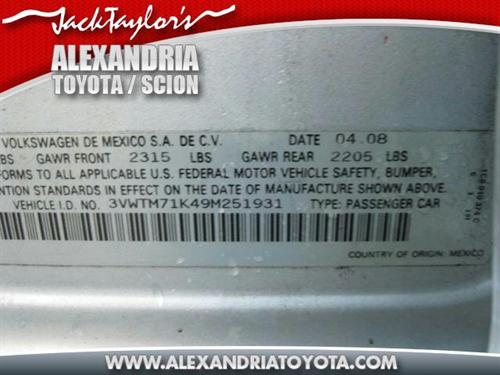 JackTaylor's
ALEXANDRIA
TOYOTA / SCION
VOLKSWAGEN DE MEXICO S.A. DE C.V. DATE 04.08
BS GAWR FRONT 2315 LBS GAWR REAR 2205 LBS
FORMS TO ALL APPLICABLE U.S. FEDERAL MOTOR VEHICLE SAFETY, BUMPER,
ENTION STANDARDS IN EFFECT ON THE DATE OF MANUFACTURE SHOWN ABOVE.
VEHICLE I.D. NO. 3VWTM71K49M251931 TYPE: PASSENGER CAR
COUNTRY OF ORIGIN: MEXICO
WWW.ALEXANDRIATOYOTA.COM